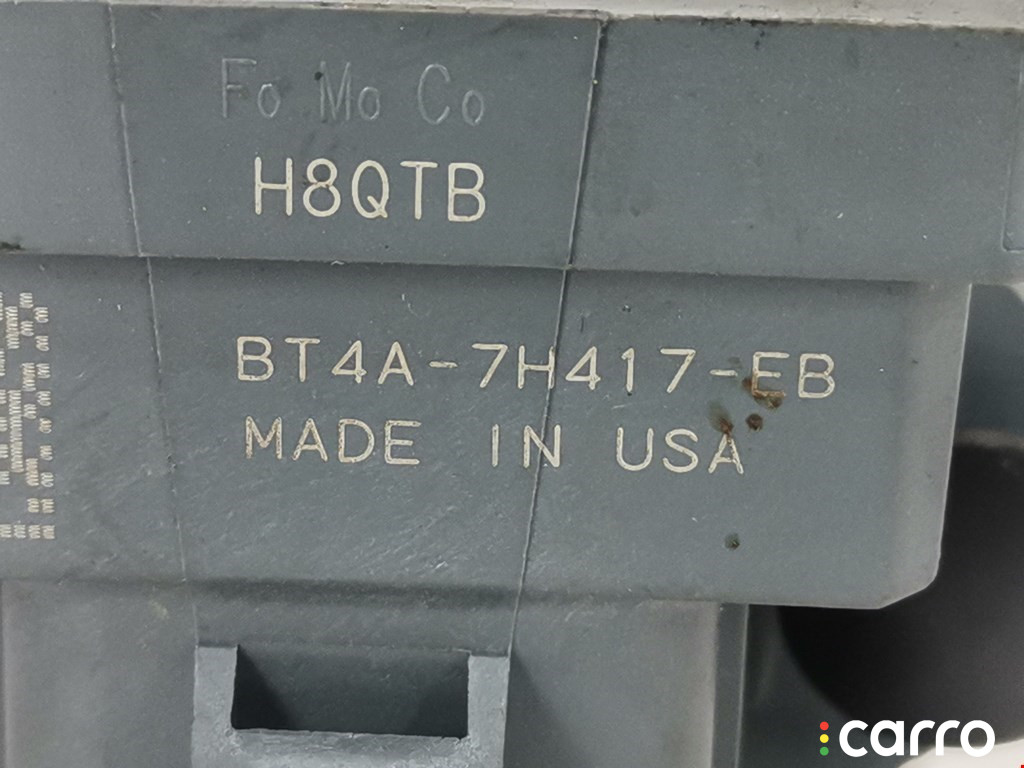 Fo Mo Co
H8QTB
BT4A-7H417-EB
MADE IN USA
carro